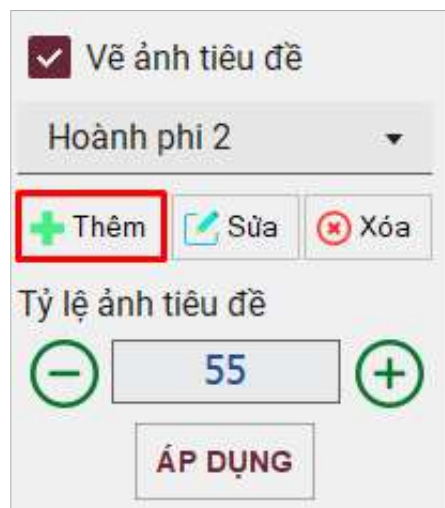 Vẽ ảnh tiêu đề
Hoành phi 2
Thêm Sửa Xóa
Tỷ lệ ảnh tiêu đề
55
ÁP DỤNG